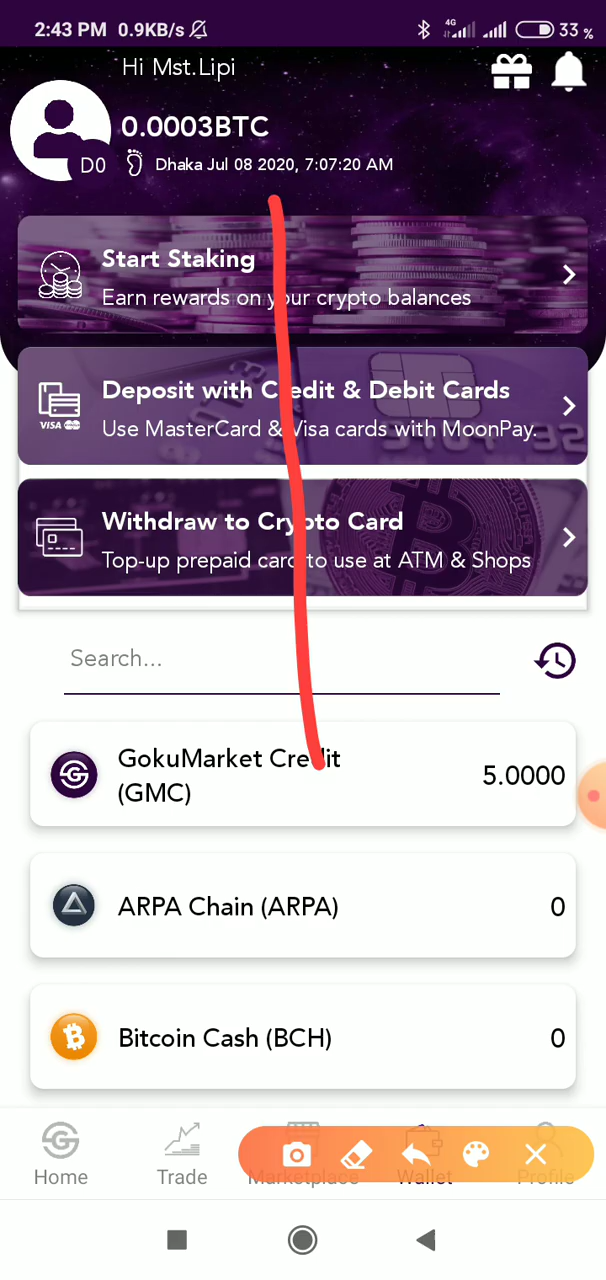 2:43 PM 0.9KB/s 4G 33 %
Hi Mst.Lipi
0.0003BTC
D0 Dhaka Jul 08 2020, 7:07:20 AM
Start Staking
Earn rewards on your crypto balances
Deposit with Credit & Debit Cards
VISA Use MasterCard & Visa cards with MoonPay.
Withdraw to Crypto Card
Top-up prepaid card to use at ATM & Shops
Search...
GokuMarket Credit
(GMC)
5.0000
ARPA Chain (ARPA) 0
Bitcoin Cash (BCH) 0
Home Trade Marketplace Wallet Profile